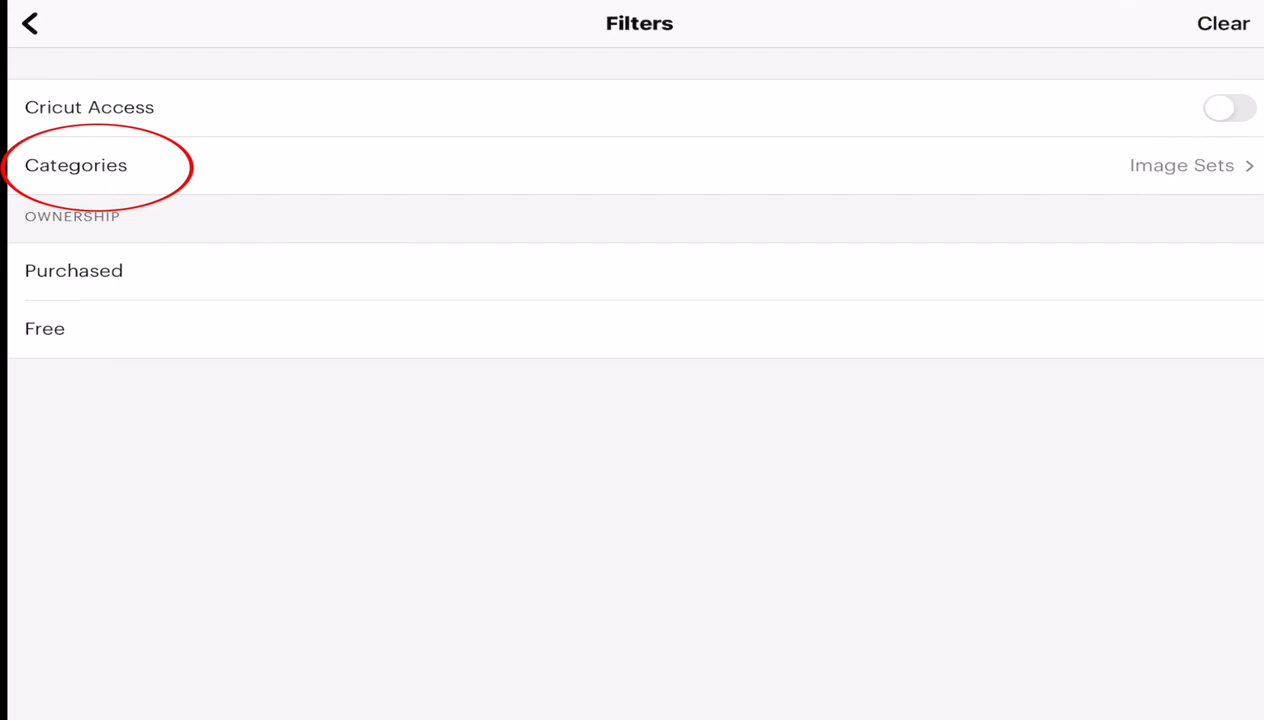 Filters
Clear
Cricut Access
Categories
Image Sets
OWNERSHIP
Purchased
Free